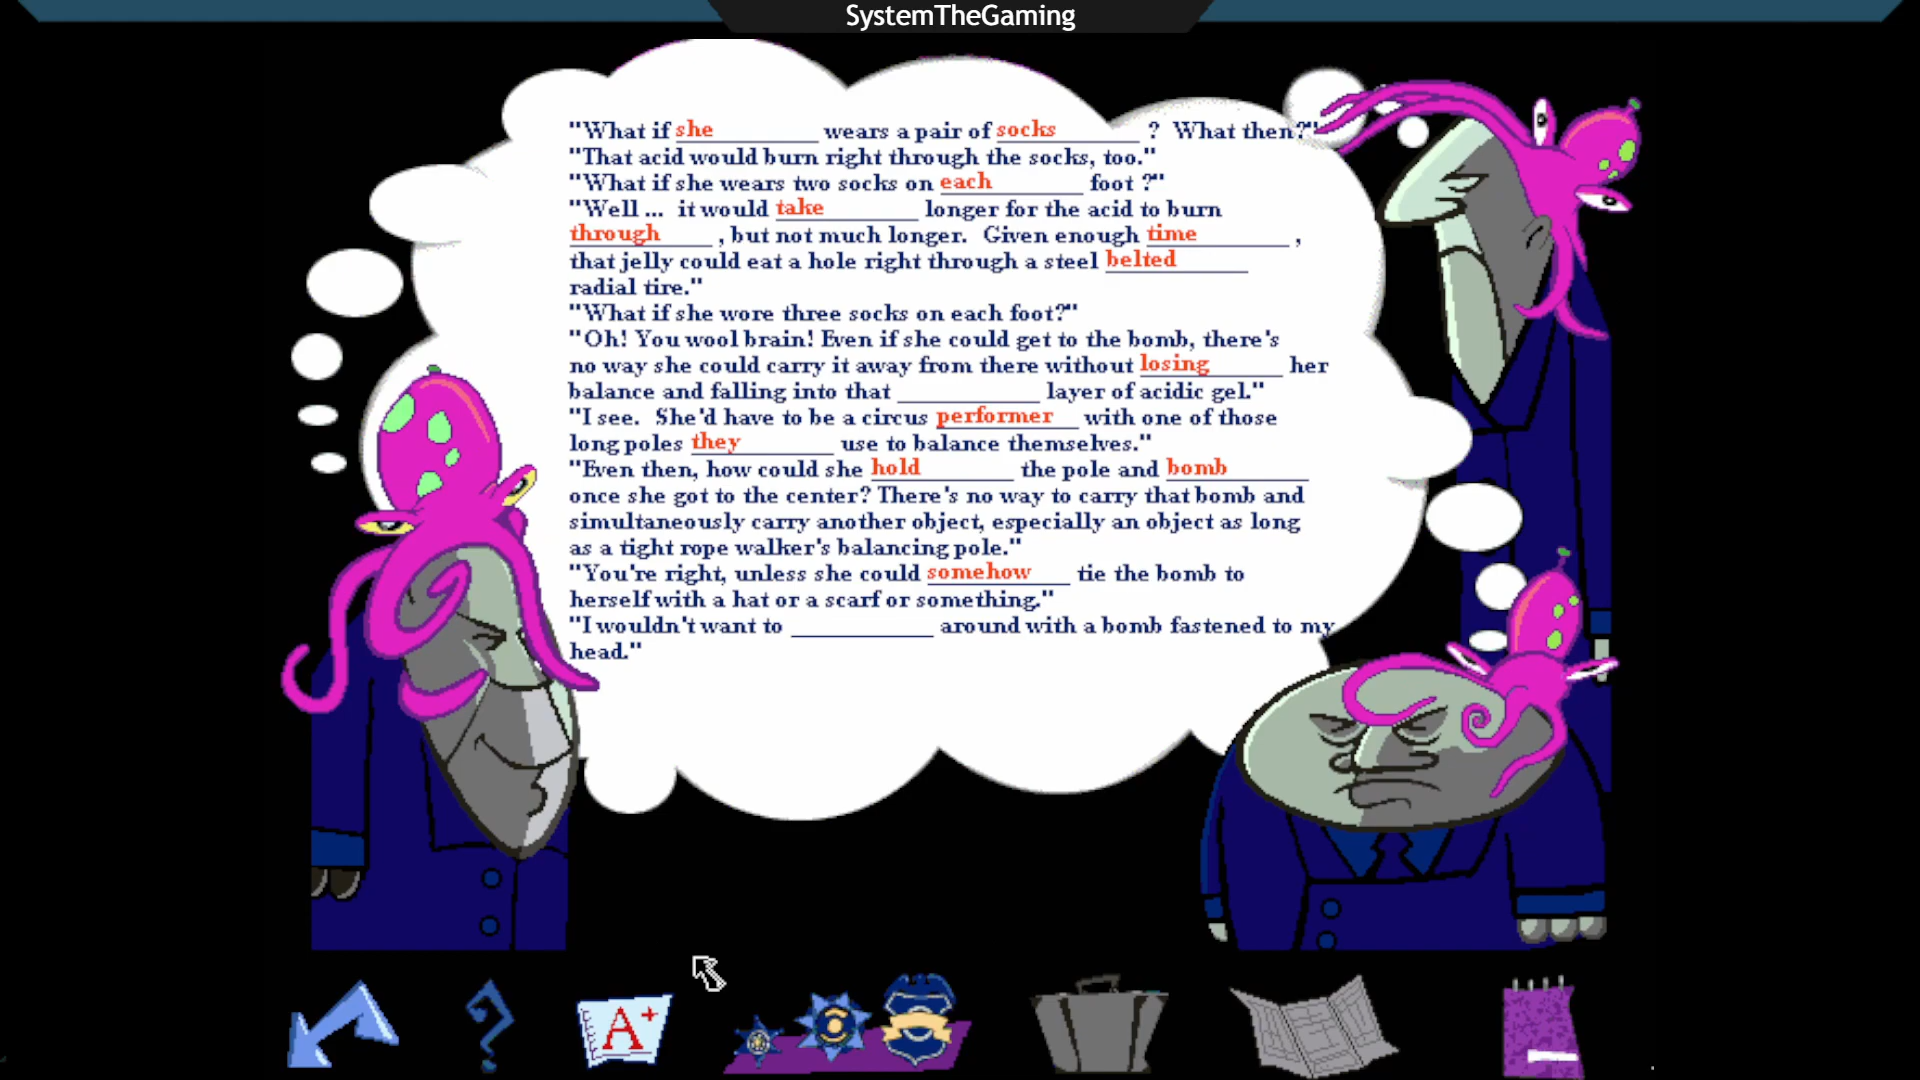 SystemTheGaming
"What if she wears a pair of socks ? What then?"
"That acid would burn right through the socks, too."
"What if she wears two socks on each foot ?"
"Well ... it would take longer for the acid to burn
through , but not much longer. Given enough time ,
that jelly could eat a hole right through a steel belted
radial tire."
"What if she wore three socks on each foot?"
"Oh! You wool brain! Even if she could get to the bomb, there's
no way she could carry it away from there without losing her
balance and falling into that ________ layer of acidic gel."
"I see. She'd have to be a circus performer with one of those
long poles they use to balance themselves."
"Even then, how could she hold the pole and bomb
once she got to the center? There's no way to carry that bomb and
simultaneously carry another object, especially an object as long
as a tight rope walker's balancing pole."
"You're right, unless she could somehow tie the bomb to
herself with a hat or a scarf or something."
"I wouldn't want to ________ around with a bomb fastened to my
head."
A+